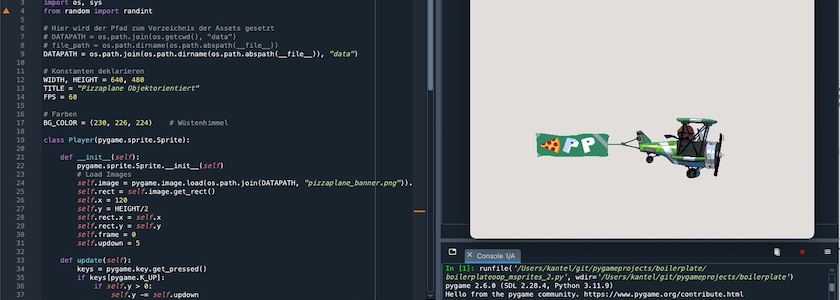 3 import os, sys
4 from random import randint
5
6 # Hier wird der Pfad zum Verzeichnis der Assets gesetzt
7 # DATAPATH = os.path.join(os.getcwd(), "data")
8 # file_path = os.path.dirname(os.path.abspath(__file__))
9 DATAPATH = os.path.join(os.path.dirname(os.path.abspath(__file__)), "data")
10
11 # Konstanten deklarieren
12 WIDTH, HEIGHT = 640, 480
13 TITLE = "Pizzaplane Objektorientiert"
14 FPS = 60
15
16 # Farben
17 BG_COLOR = (230, 226, 224) # Wüstenhimmel
18
19 class Player(pygame.sprite.Sprite):
20
21 def __init__(self):
22 pygame.sprite.Sprite.__init__(self)
23 # Load Images
24 self.image = pygame.image.load(os.path.join(DATAPATH, "pizzaplane_banner.png")).
25 self.rect = self.image.get_rect()
26 self.x = 120
27 self.y = HEIGHT/2
28 self.rect.x = self.x
29 self.rect.y = self.y
30 self.frame = 0
31 self.updown = 5
32
33 def update(self):
34 keys = pygame.key.get_pressed()
35 if keys[pygame.K_UP]:
36 if self.y > 0:
37 self.y -= self.updown
PP
Console 1/A
In [1]: runfile('/Users/kantel/git/pygameprojects/boilerplate/
boilerplateoop_msprites_2.py', wdir='/Users/kantel/git/pygameprojects/boilerplate')
pygame 2.6.0 (SDL 2.28.4, Python 3.11.9)
Hello from the pygame community. https://www.pygame.org/contribute.html